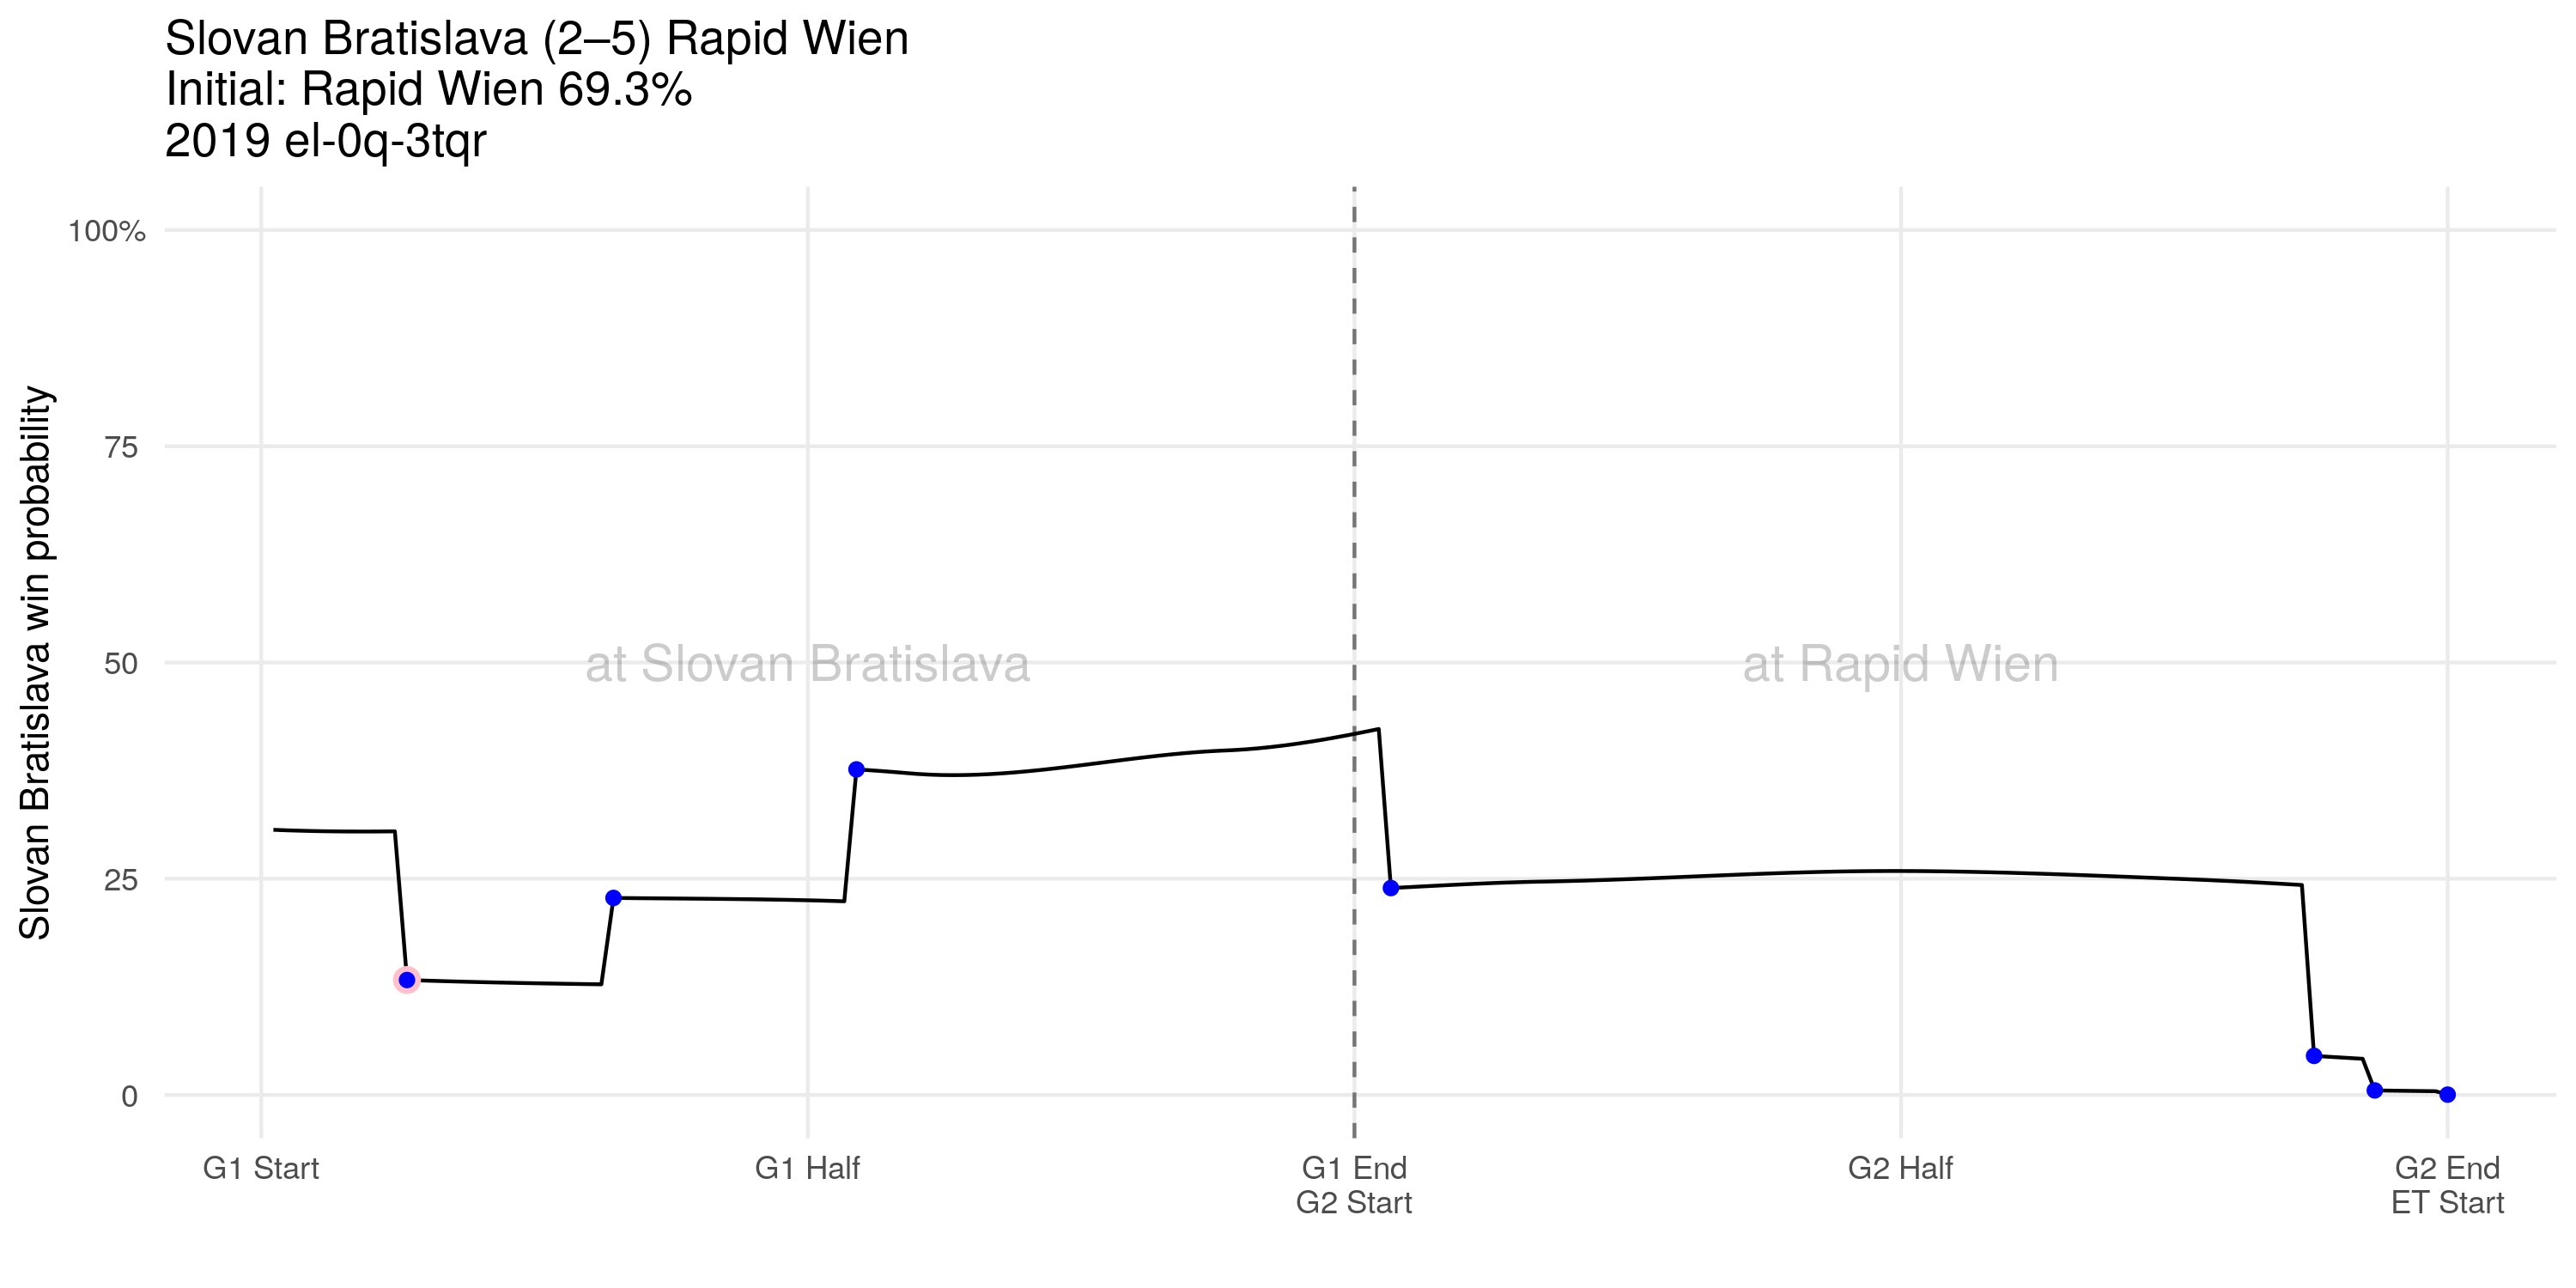 Slovan Bratislava (2–5) Rapid Wien
Initial: Rapid Wien 69.3%
2019 el-0q-3tqr
Slovan Bratislava win probability
100%
75
50
25
0
at Slovan Bratislava
at Rapid Wien
G1 Start
G1 Half
G1 End
G2 Start
G2 Half
G2 End
ET Start